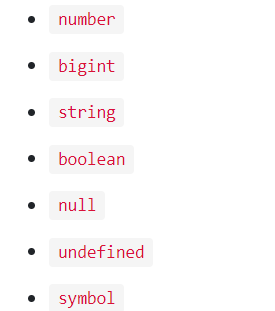 number
bigint
string
boolean
null
undefined
symbol